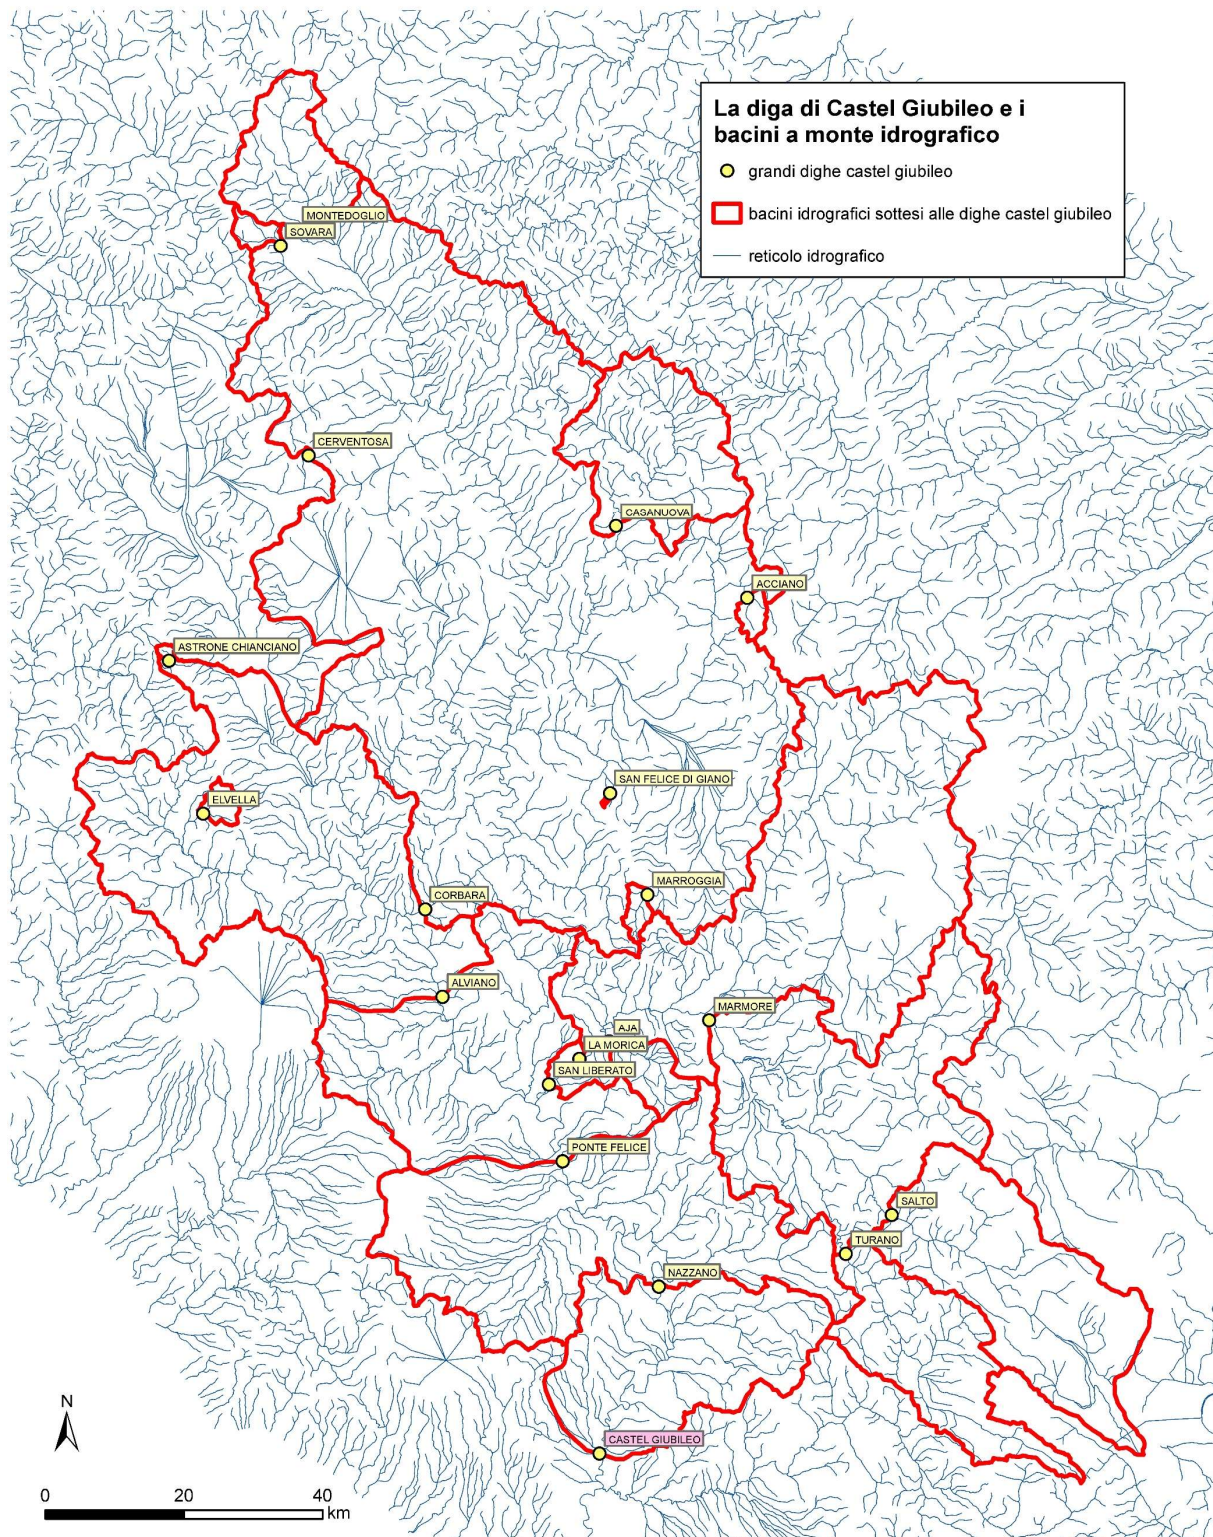 La diga di Castel Giubileo e i
bacini a monte idrografico
grandi dighe castel giubileo
bacini idrografici sottesi alle dighe castel giubileo
reticolo idrografico
MONTEDOGLIO
SOVARA
CERVENTOSA
CASANUOVA
ACCIANO
ASTRONE CHIANCIANO
SAN FELICE DI GIANO
ELVELLA
MARROGGIA
CORBARA
ALVIANO
MARMORE
AJA
LA MORICA
SAN LIBERATO
PONTE FELICE
SALTO
TURANO
NAZZANO
CASTEL GIUBILEO
N
0 20 40
km